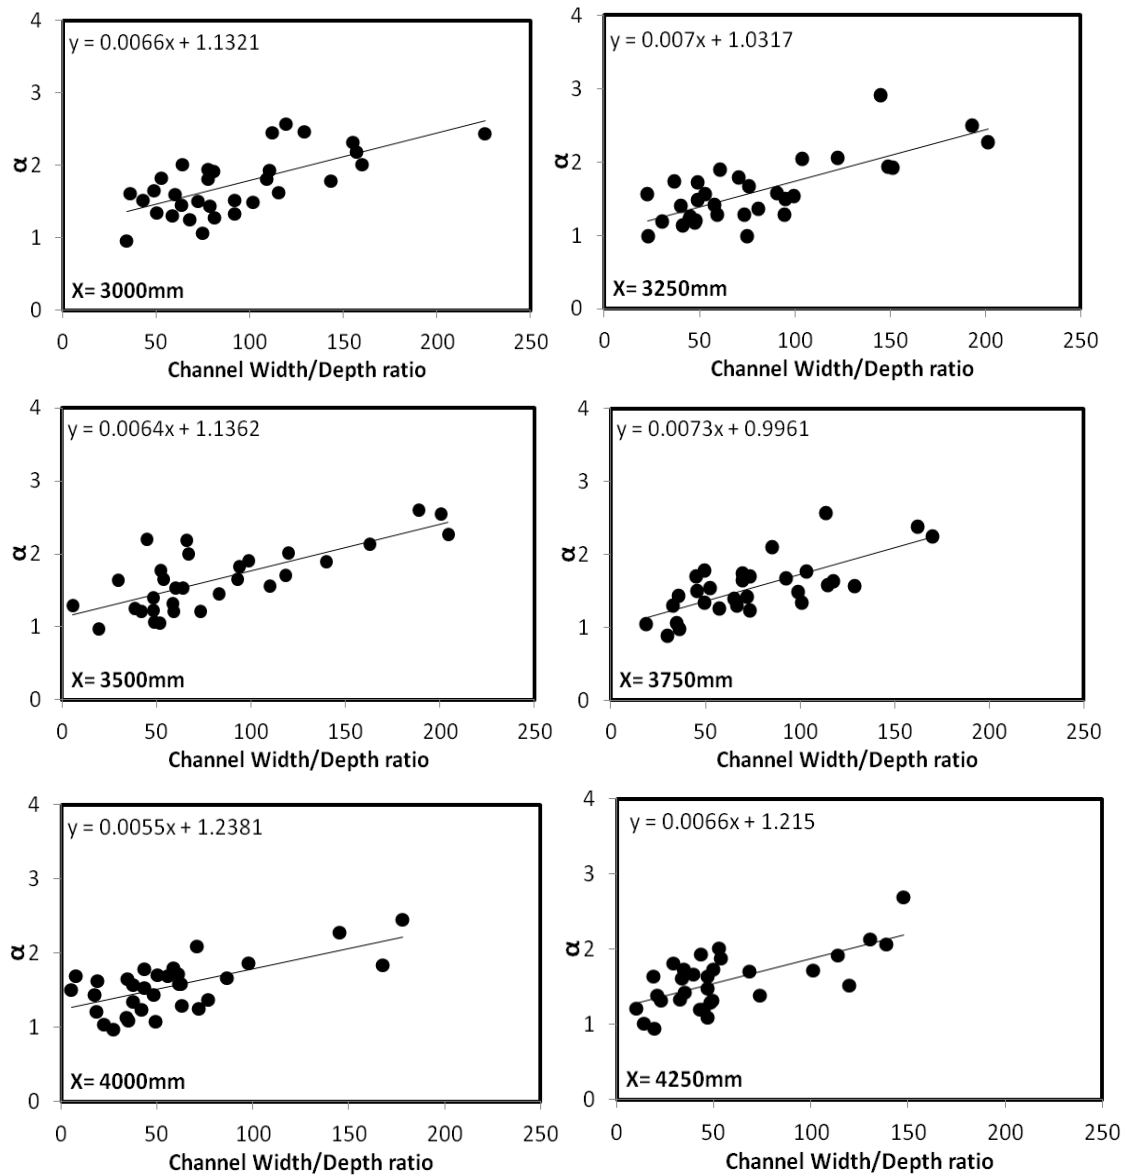 y = 0.0066x + 1.1321
4
3
2
1
0
α
X= 3000mm
0 50 100 150 200 250
Channel Width/Depth ratio
y = 0.007x + 1.0317
4
3
2
1
0
α
X= 3250mm
0 50 100 150 200 250
Channel Width/Depth ratio
y = 0.0064x + 1.1362
4
3
2
1
0
α
X= 3500mm
0 50 100 150 200 250
Channel Width/Depth ratio
y = 0.0073x + 0.9961
4
3
2
1
0
α
X= 3750mm
0 50 100 150 200 250
Channel Width/Depth ratio
y = 0.0055x + 1.2381
4
3
2
1
0
α
X= 4000mm
0 50 100 150 200 250
Channel Width/Depth ratio
y = 0.0066x + 1.215
4
3
2
1
0
α
X= 4250mm
0 50 100 150 200 250
Channel Width/Depth ratio